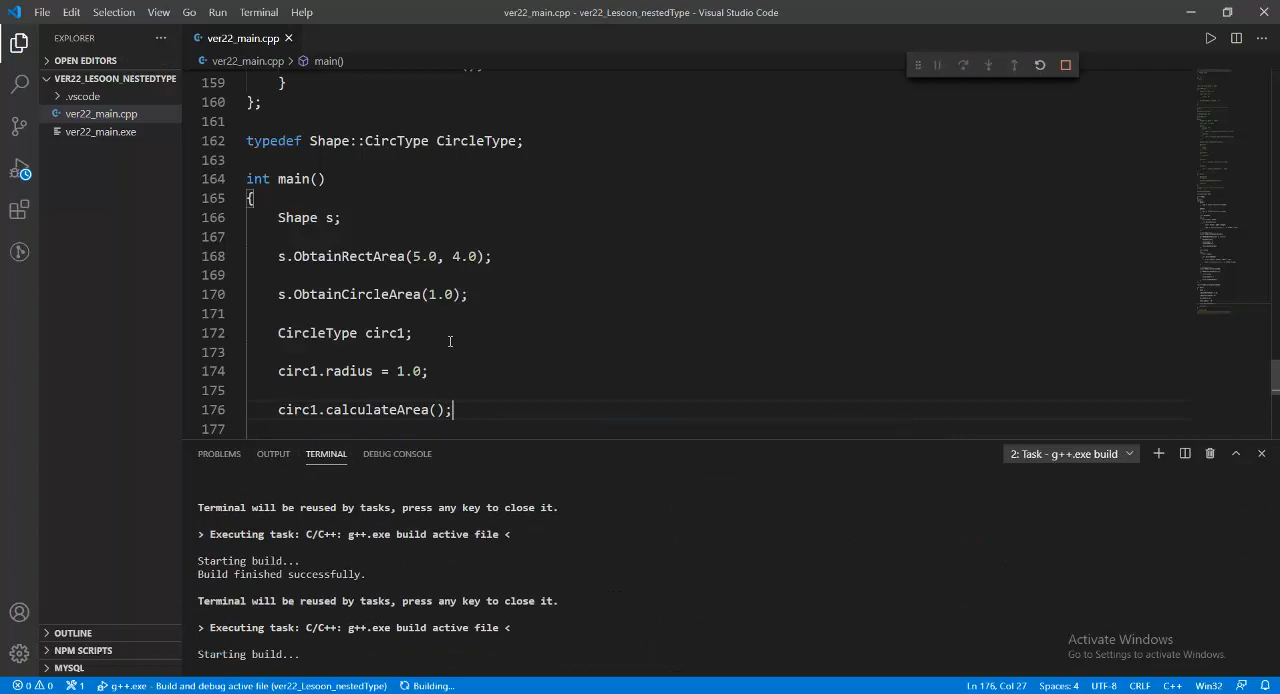 File Edit Selection View Go Run Terminal Help
ver22_main.cpp - ver22_Lesoon_nestedType - Visual Studio Code
EXPLORER
OPEN EDITORS
VER22_LESOON_NESTEDTYPE
.vscode
ver22_main.cpp
ver22_main.exe
OUTLINE
NPM SCRIPTS
MYSQL
ver22_main.cpp
ver22_main.cpp > main()
159 }
160 };
161
162 typedef Shape::CircType CircleType;
163
164 int main()
165 {
166 Shape s;
167
168 s.ObtainRectArea(5.0, 4.0);
169
170 s.ObtainCircleArea(1.0);
171
172 CircleType circ1;
173
174 circ1.radius = 1.0;
175
176 circ1.calculateArea();
177
PROBLEMS OUTPUT TERMINAL DEBUG CONSOLE
2: Task - g++.exe build
Terminal will be reused by tasks, press any key to close it.
> Executing task: C/C++: g++.exe build active file <
Starting build...
Build finished successfully.
Terminal will be reused by tasks, press any key to close it.
> Executing task: C/C++: g++.exe build active file <
Starting build...
Activate Windows
Go to Settings to activate Windows.
0 0 1 g++.exe - Build and debug active file (ver22_Lesoon_nestedType) Building...
Ln 176, Col 27 Spaces: 4 UTF-8 CRLF C++ Win32